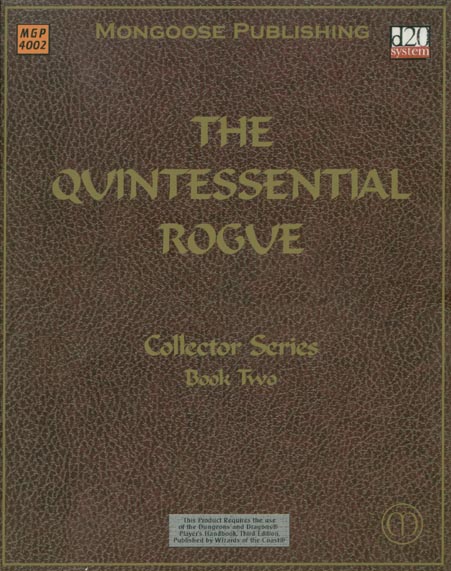 MONGOOSE PUBLISHING
MGP
4002
d20
system
THE
QUINTESSENTIAL
ROGUE
Collector Series
Book Two
This Product Requires the use
of the Dungeons and Dragons®
Player's Handbook, Third Edition,
Published by Wizards of the Coast®